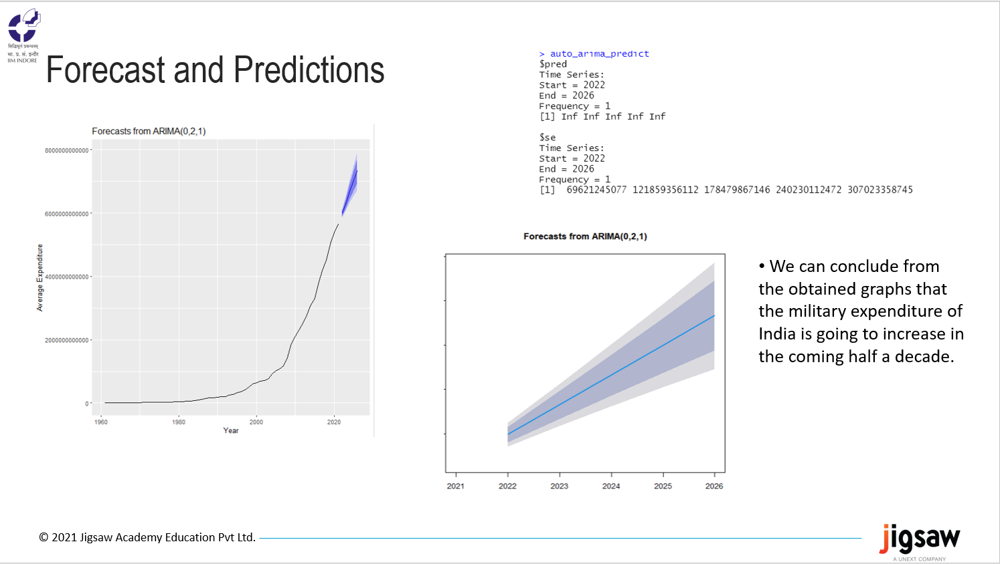 सिद्धिमूलं प्रबन्धनम्
भा. प्र. सं. इन्दौर
IIM INDORE
Forecast and Predictions
> auto_arima_predict
$pred
Time Series:
Start = 2022
End = 2026
Frequency = 1
[1] Inf Inf Inf Inf Inf
$se
Time Series:
Start = 2022
End = 2026
Frequency = 1
[1] 69621245077 121859356112 178479867146 240230112472 307023358745
Forecasts from ARIMA(0,2,1)
8000000000000
6000000000000
4000000000000
2000000000000
0
Average Expenditure
1960 1980 2000 2020
Year
Forecasts from ARIMA(0,2,1)
2021 2022 2023 2024 2025 2026
• We can conclude from
the obtained graphs that
the military expenditure of
India is going to increase in
the coming half a decade.
© 2021 Jigsaw Academy Education Pvt Ltd.
jigsaw
A UNEXT COMPANY